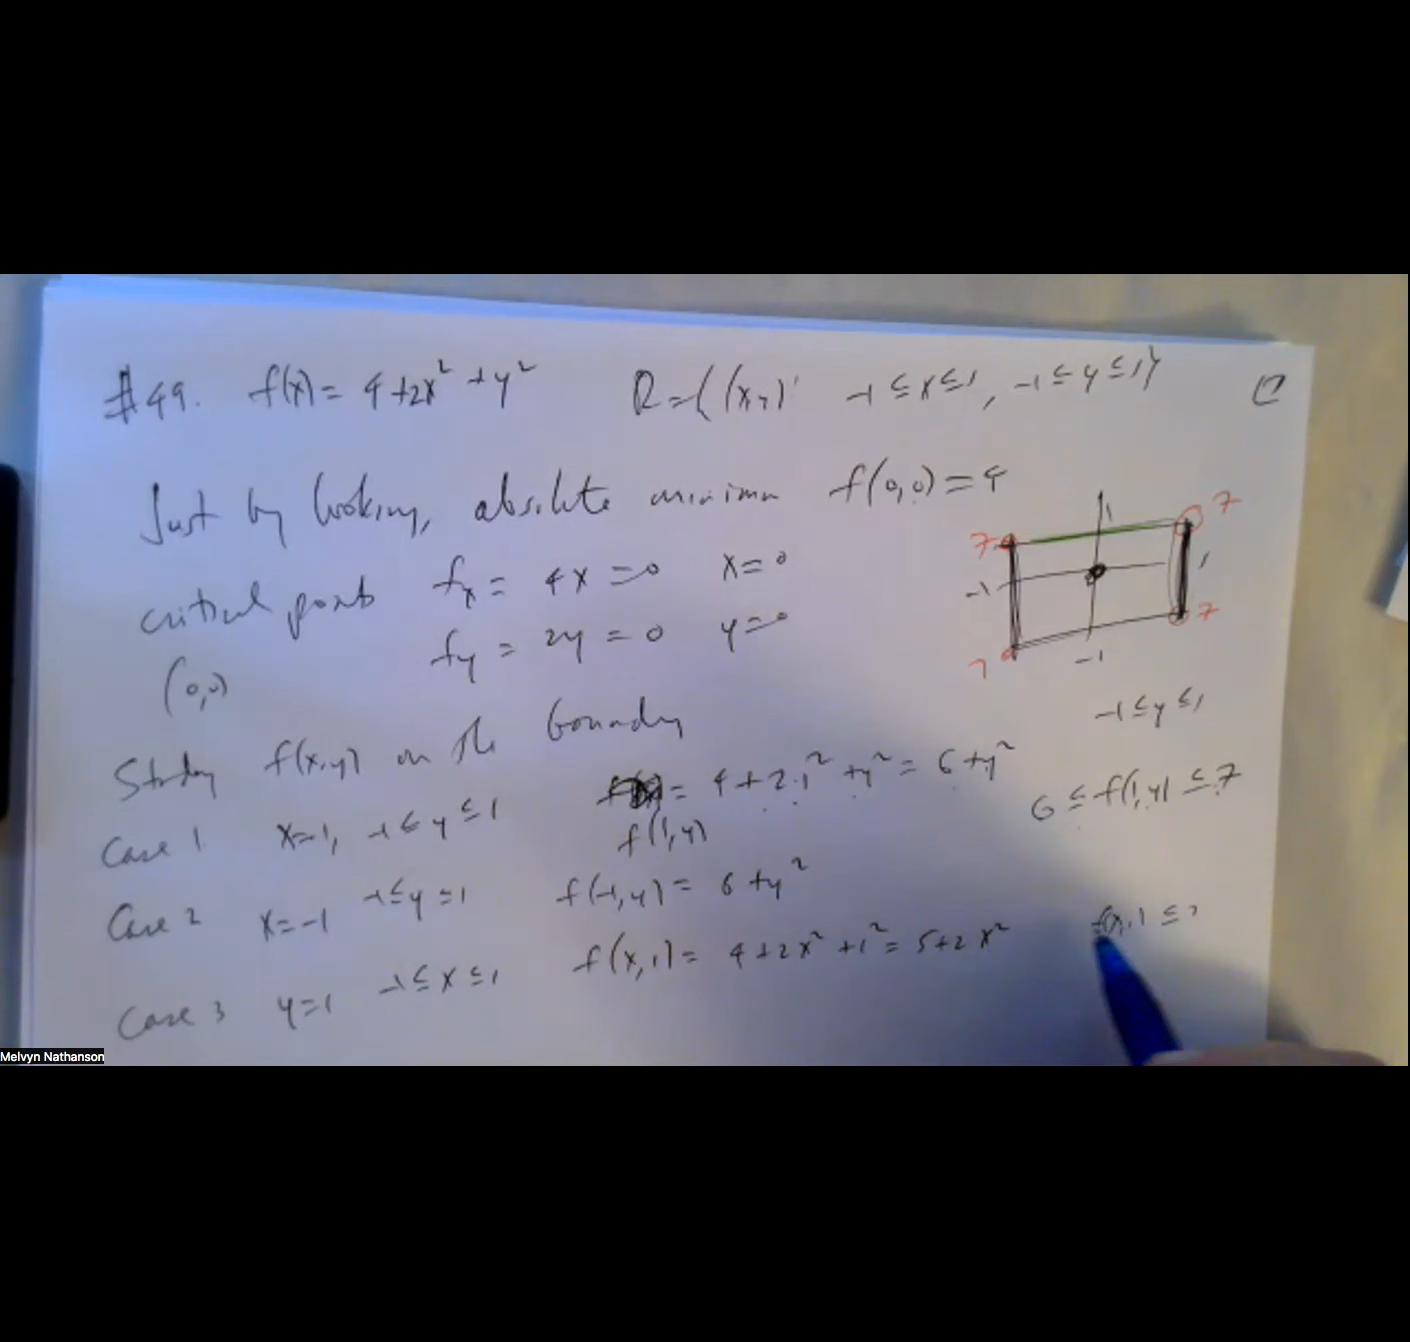 #49. f(x) = 4+2x²+y² R={(x,y): -1≤x≤1, -1≤y≤1}
Just by looking, absolute minimum f(0,0)=4
critical points fx = 4x=0 x=0
fy = 2y=0 y=0
(0,0)
7 1 7
-1 1
7 -1 7
Study f(x,y) on the boundary
-1≤y≤1
Case 1 x=1, -1≤y≤1 = 4+2·1²+y² = 6+y² 6≤f(1,y)≤7
f(1,y)
Case 2 x=-1 -1≤y≤1 f(-1,y) = 6+y²
Case 3 y=1 -1≤x≤1 f(x,1) = 4+2x²+1² = 5+2x²
Melvyn Nathanson